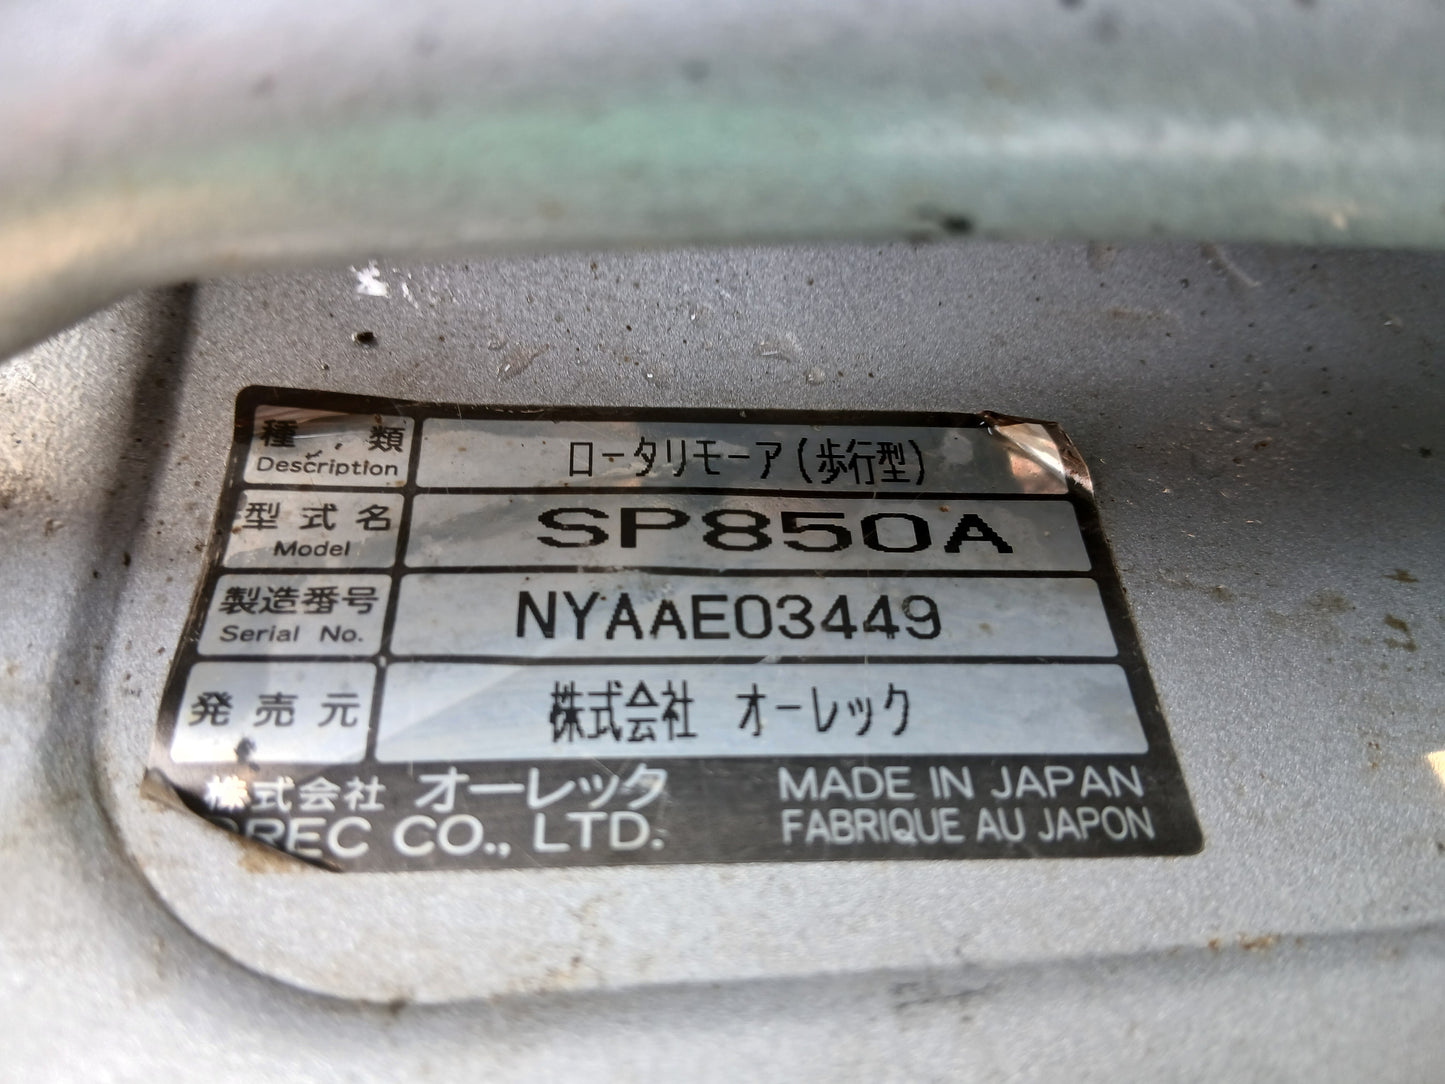 種類 ロータリモーア(歩行型)
Description
型式名 SP850A
Model
製造番号 NYAAE03449
Serial No.
発売元 株式会社 オーレック
株式会社 オーレック MADE IN JAPAN
OREC CO., LTD. FABRIQUE AU JAPON